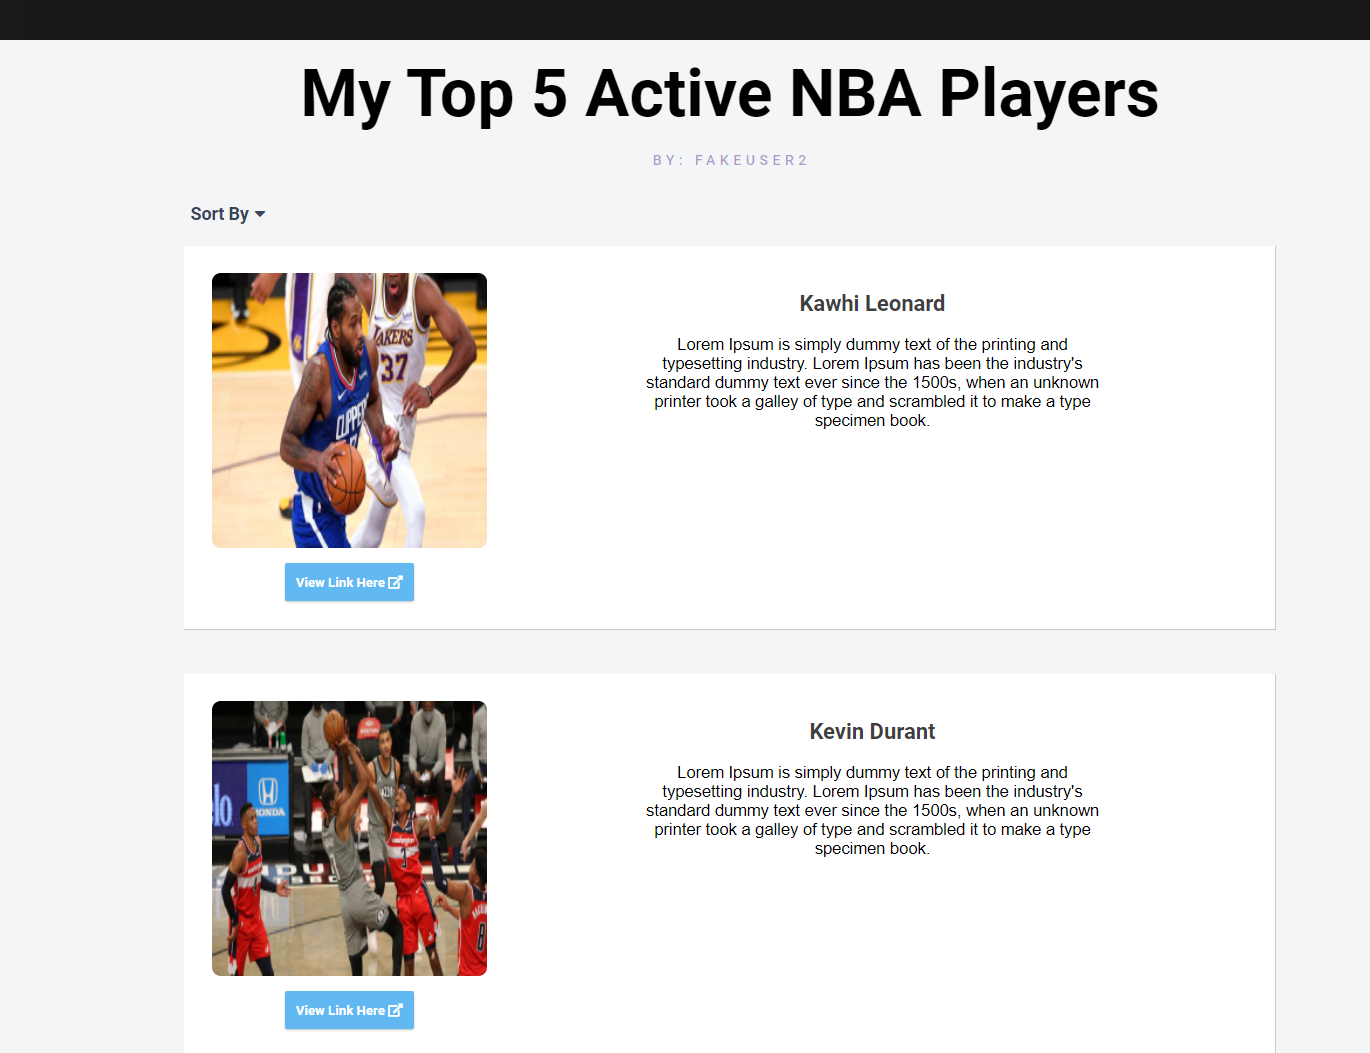 My Top 5 Active NBA Players
BY: FAKEUSER2
Sort By
LAKERS
37
Kawhi Leonard
Lorem Ipsum is simply dummy text of the printing and
typesetting industry. Lorem Ipsum has been the industry's
standard dummy text ever since the 1500s, when an unknown
printer took a galley of type and scrambled it to make a type
specimen book.
View Link Here
HONDA
Kevin Durant
Lorem Ipsum is simply dummy text of the printing and
typesetting industry. Lorem Ipsum has been the industry's
standard dummy text ever since the 1500s, when an unknown
printer took a galley of type and scrambled it to make a type
specimen book.
8
View Link Here